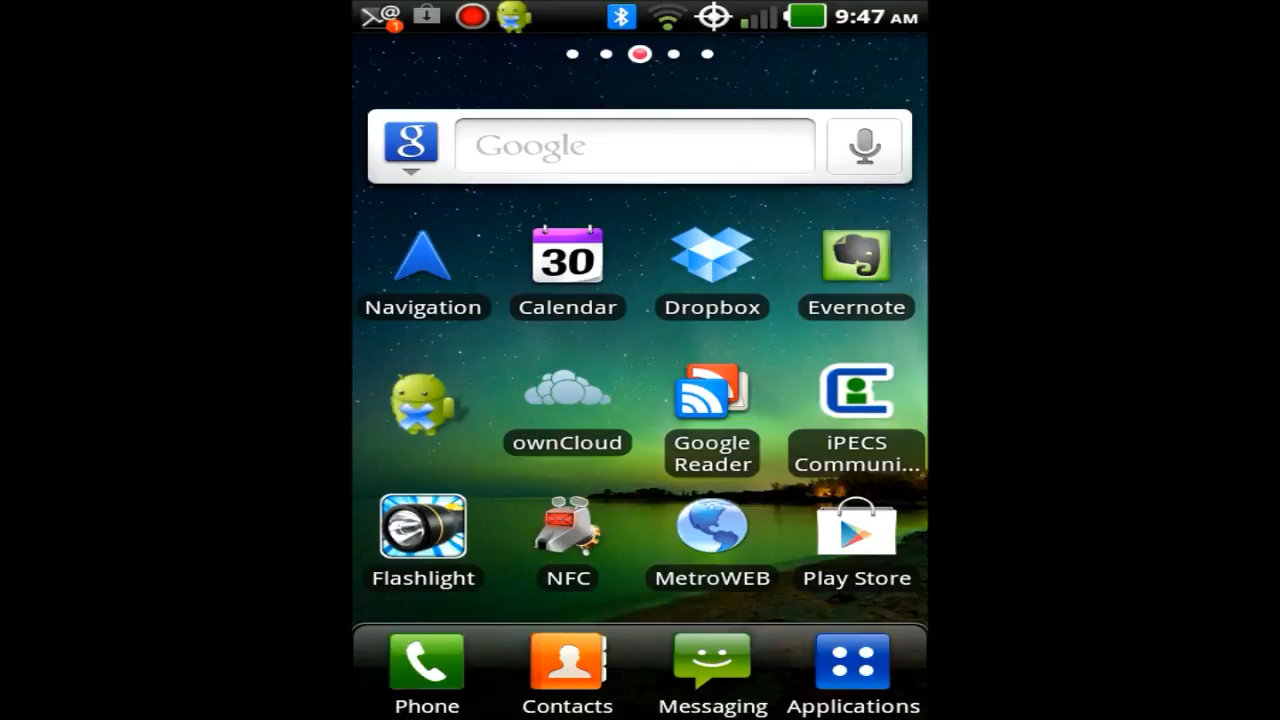 @ 1 9:47 AM
g Google
Navigation 30 Calendar Dropbox Evernote
ownCloud Google Reader iPECS Communi...
Flashlight NFC MetroWEB Play Store
Phone Contacts Messaging Applications